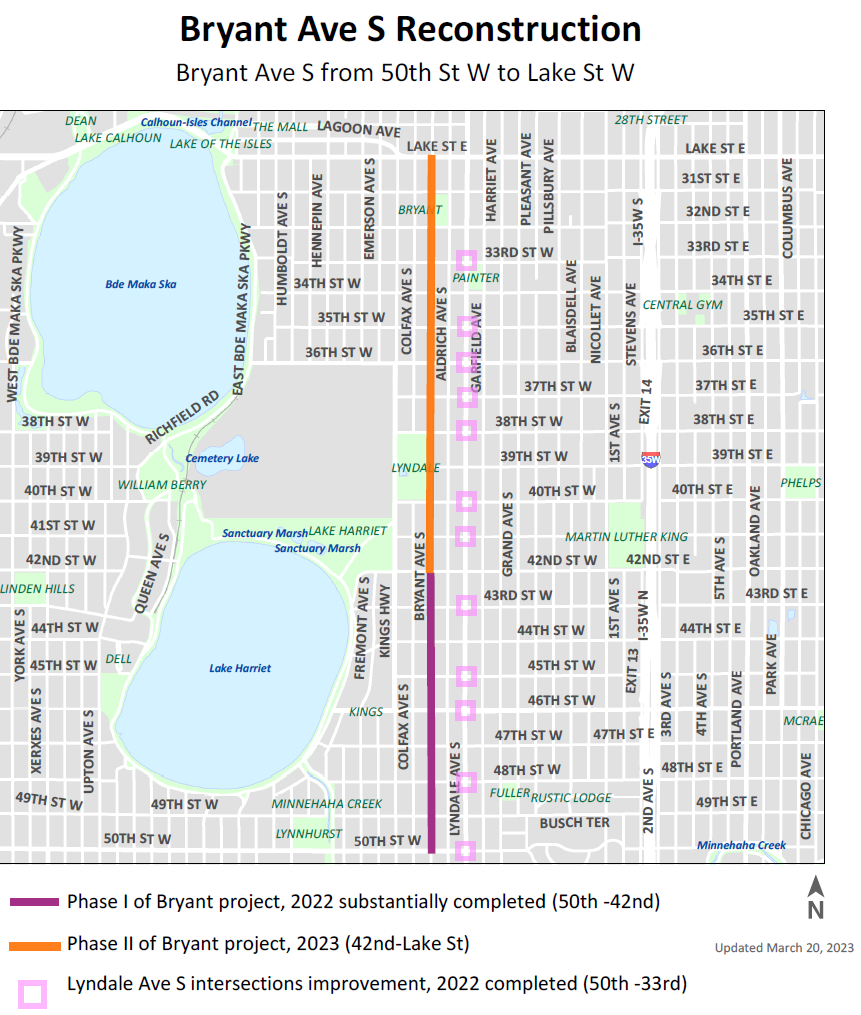 Bryant Ave S Reconstruction
Bryant Ave S from 50th St W to Lake St W
DEAN
Calhoun-Isles Channel
THE MALL
LAGOON AVE
28TH STREET
LAKE CALHOUN
LAKE OF THE ISLES
LAKE ST E
LAKE ST E
HARRIET AVE
PLEASANT AVE
PILLSBURY AVE
31ST ST E
COLUMBUS AVE
HUMBOLDT AVE S
HENNEPIN AVE
EMERSON AVE S
BRYANT
I-35W S
32ND ST E
WEST BDE MAKA SKA PKWY
EAST BDE MAKA SKA PKWY
33RD ST W
33RD ST E
Bde Maka Ska
34TH ST W
COLFAX AVE S
ALDRICH AVE S
PAINTER
GARFIELD AVE
BLAISDELL AVE
NICOLLET AVE
STEVENS AVE
34TH ST E
CENTRAL GYM
35TH ST W
35TH ST E
36TH ST W
36TH ST E
37TH ST W
EXIT 14
37TH ST E
RICHFIELD RD
38TH ST W
38TH ST W
1ST AVE S
38TH ST E
39TH ST W
Cemetery Lake
LYNDALE
39TH ST W
35W
39TH ST E
40TH ST W
WILLIAM BERRY
40TH ST W
40TH ST E
PHELPS
41ST ST W
Sanctuary Marsh
LAKE HARRIET
GRAND AVE S
MARTIN LUTHER KING
OAKLAND AVE
Sanctuary Marsh
42ND ST W
QUEEN AVE S
BRYANT AVE S
42ND ST W
42ND ST E
5TH AVE S
LINDEN HILLS
FREMONT AVE S
KINGS HWY
43RD ST W
1ST AVE S
I-35W N
43RD ST E
YORK AVE S
44TH ST W
44TH ST W
44TH ST E
PARK AVE
45TH ST W
DELL
Lake Harriet
45TH ST W
EXIT 13
XERXES AVE S
UPTON AVE S
KINGS
COLFAX AVE S
46TH ST W
3RD AVE S
4TH AVE S
PORTLAND AVE
MCRAE
47TH ST W
47TH ST E
LYNDALE AVE S
48TH ST W
2ND AVE S
48TH ST E
CHICAGO AVE
49TH ST W
49TH ST W
MINNEHAHA CREEK
FULLER
RUSTIC LODGE
49TH ST E
50TH ST W
LYNNHURST
50TH ST W
BUSCH TER
Minnehaha Creek
Phase I of Bryant project, 2022 substantially completed (50th -42nd)
N
Phase II of Bryant project, 2023 (42nd-Lake St)
Updated March 20, 2023
Lyndale Ave S intersections improvement, 2022 completed (50th -33rd)